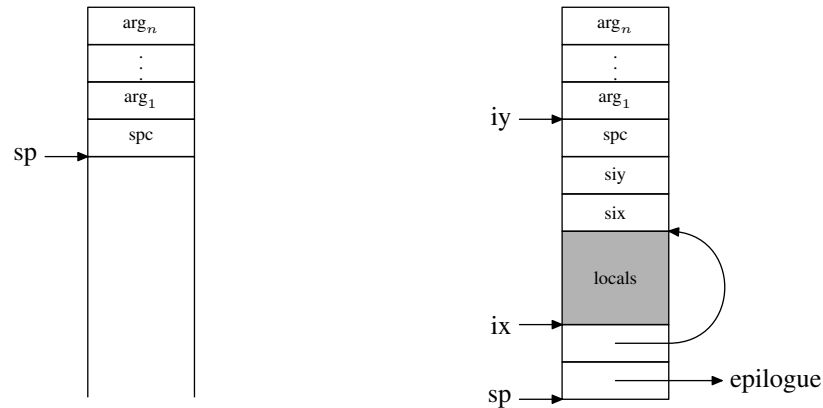 arg_n
⋮
arg_1
spc
sp
arg_n
⋮
arg_1
iy
spc
siy
six
locals
ix
epilogue
sp